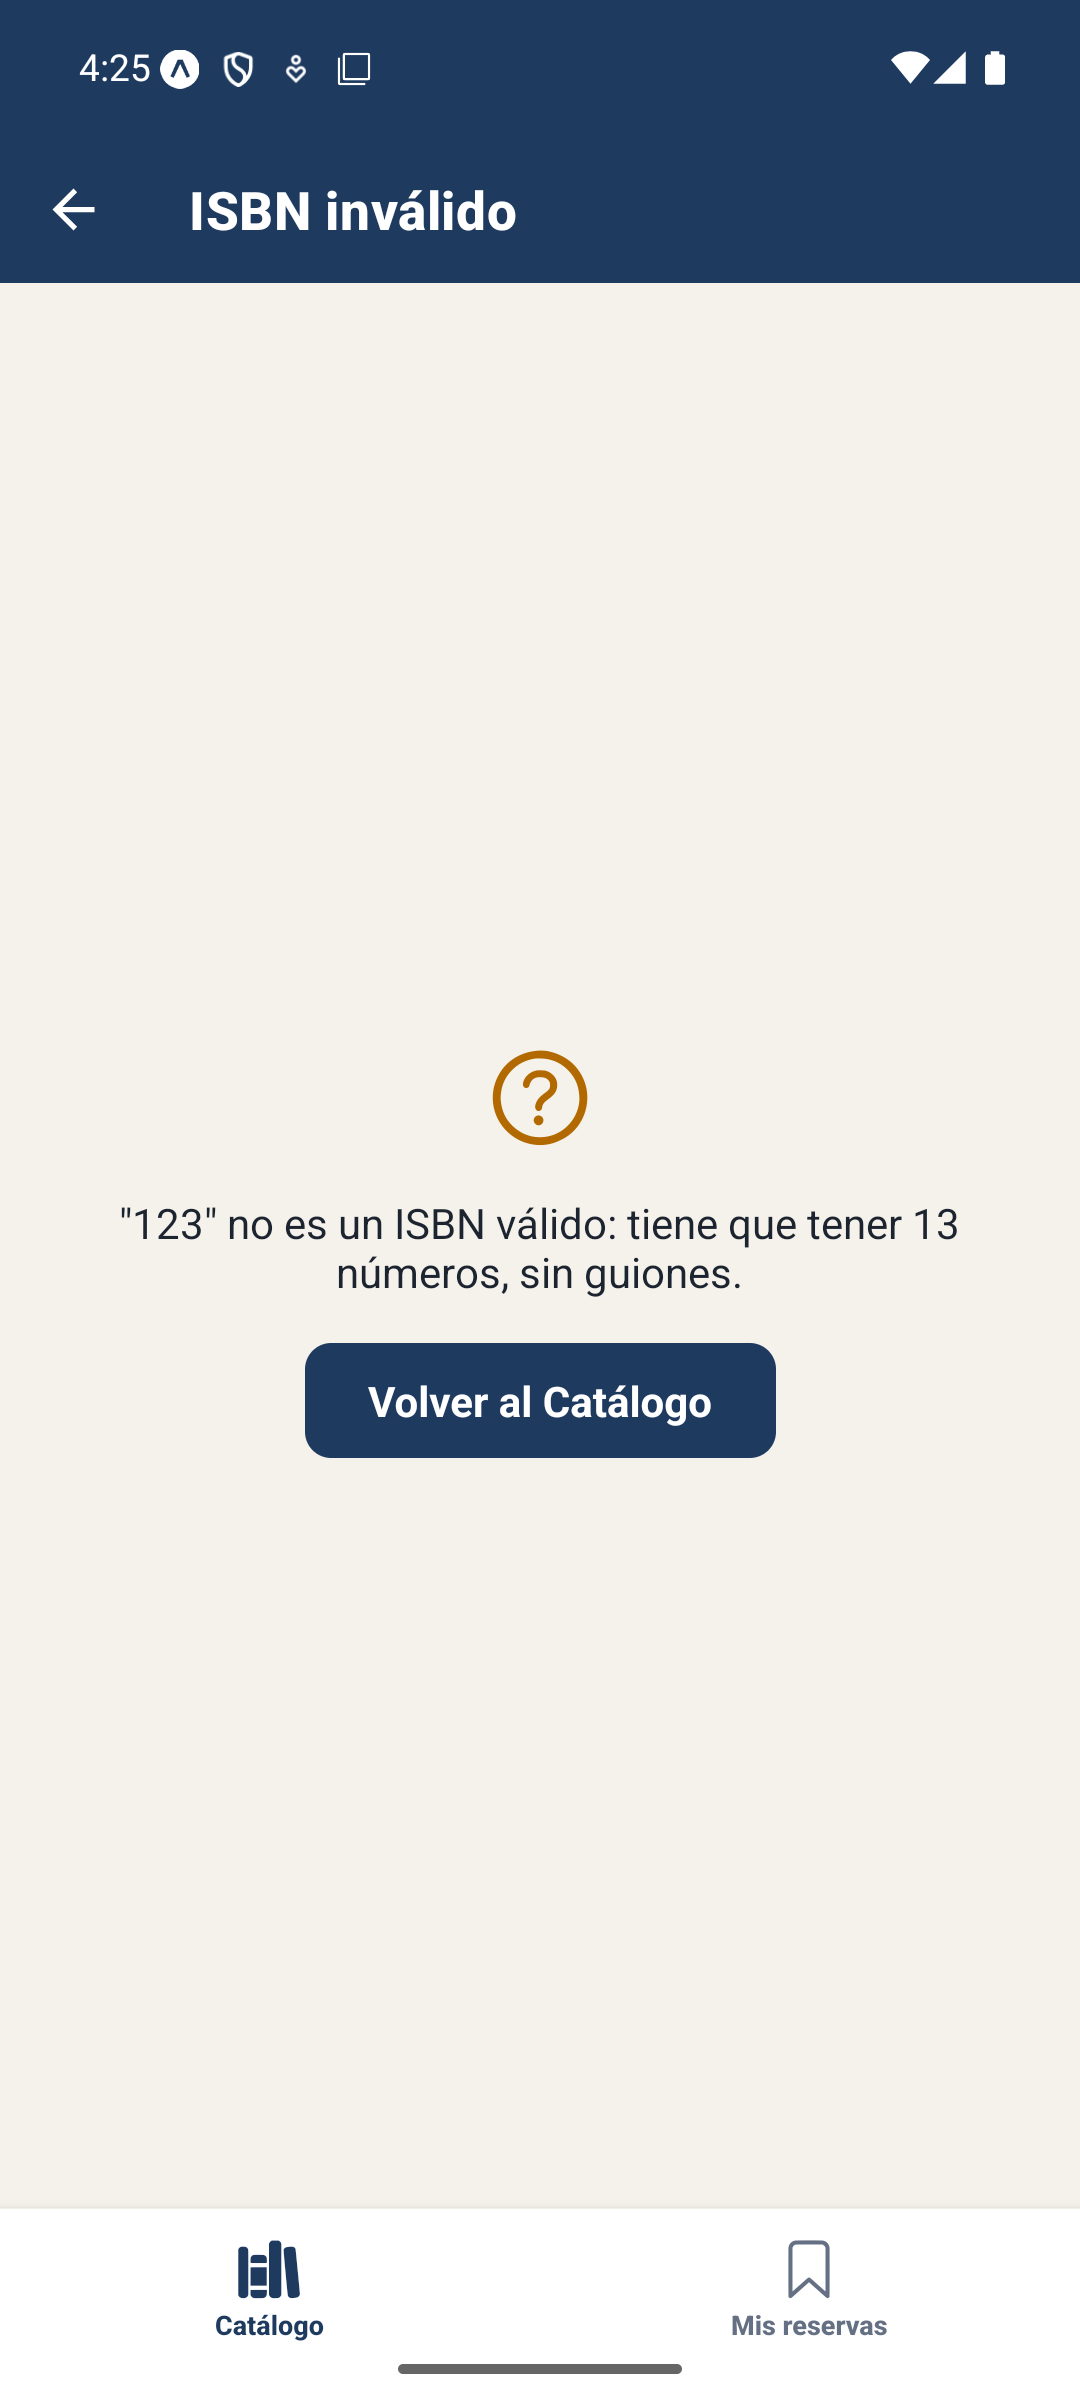 4:25
ISBN inválido
"123" no es un ISBN válido: tiene que tener 13
números, sin guiones.
Volver al Catálogo
Catálogo
Mis reservas